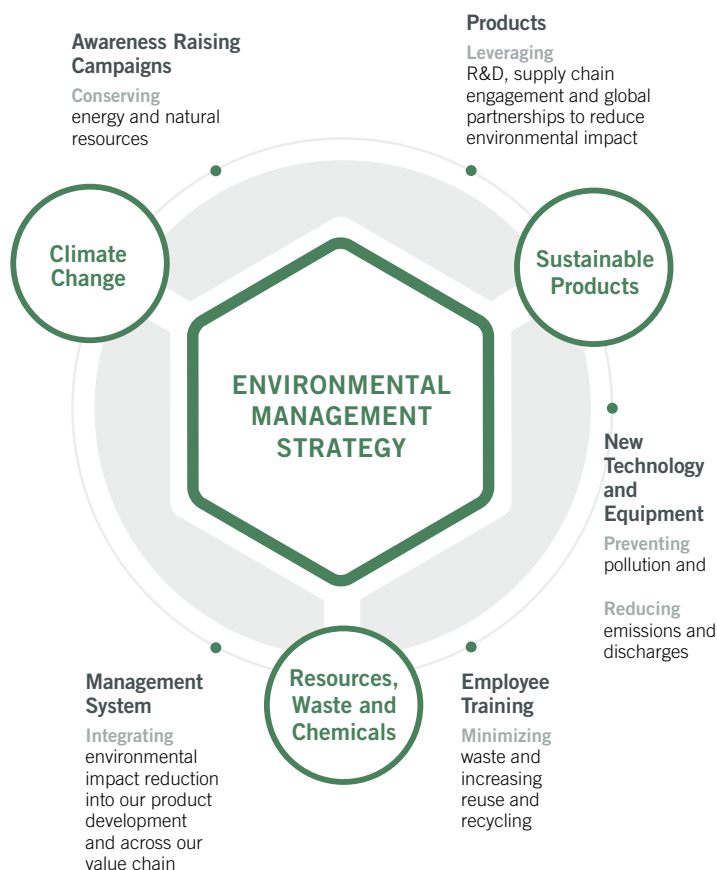 Awareness Raising
Campaigns
Conserving
energy and natural
resources
Products
Leveraging
R&D, supply chain
engagement and global
partnerships to reduce
environmental impact
Climate
Change
Sustainable
Products
ENVIRONMENTAL
MANAGEMENT
STRATEGY
New
Technology
and
Equipment
Preventing
pollution and
Reducing
emissions and
discharges
Management
System
Integrating
environmental
impact reduction
into our product
development
and across our
value chain
Resources,
Waste and
Chemicals
Employee
Training
Minimizing
waste and
increasing
reuse and
recycling